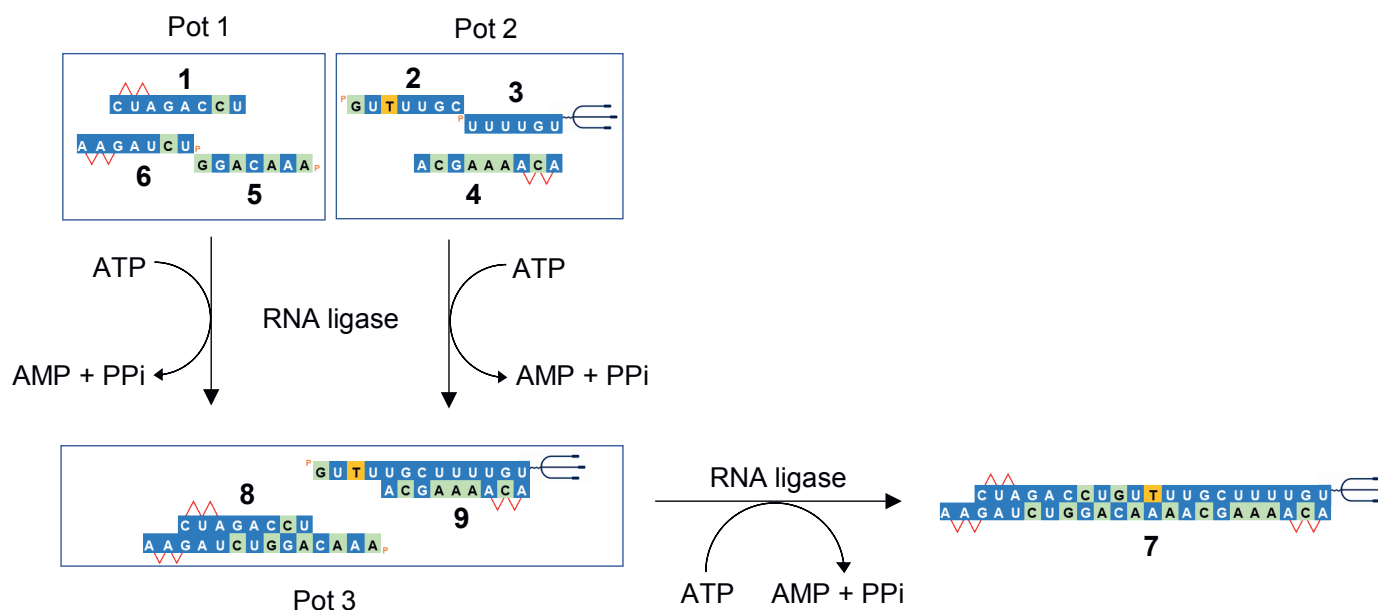 Pot 1
Pot 2
1
C U A G A C C U
A A G A U C U P
G G A C A A A P
6
5
2
P G U T U U G C
3
P U U U U G U
A C G A A A A C A
4
ATP
AMP + PPi
RNA ligase
ATP
AMP + PPi
8
C U A G A C C U
A A G A U C U G G A C A A A P
P G U T U U G C U U U U G U
A C G A A A A C A
9
Pot 3
RNA ligase
ATP
AMP + PPi
C U A G A C C U G U T U U G C U U U U G U
A A G A U C U G G A C A A A A C G A A A A C A
7